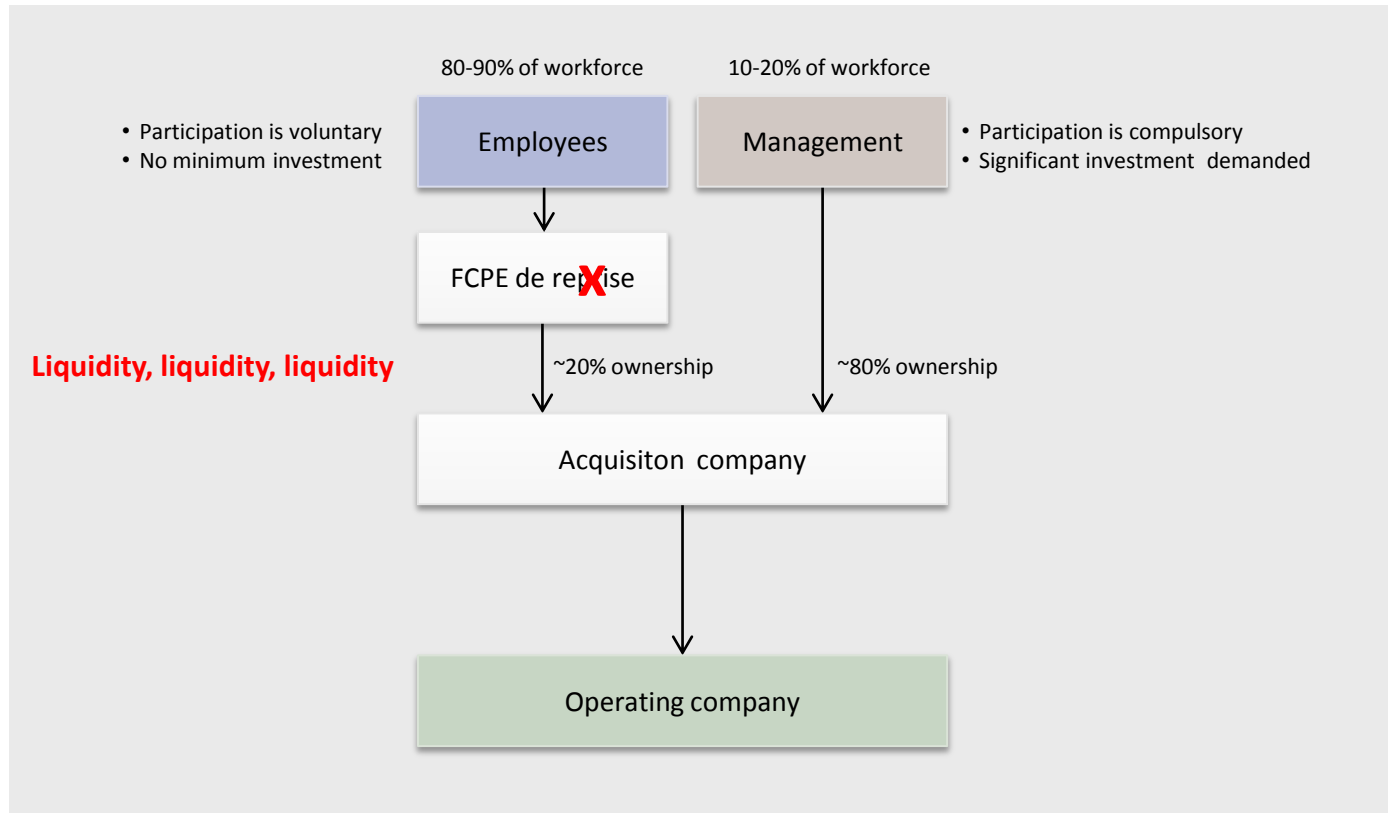 80-90% of workforce
10-20% of workforce
• Participation is voluntary
• No minimum investment
Employees
Management
• Participation is compulsory
• Significant investment demanded
FCPE de reprise
X
Liquidity, liquidity, liquidity
~20% ownership
~80% ownership
Acquisiton company
Operating company